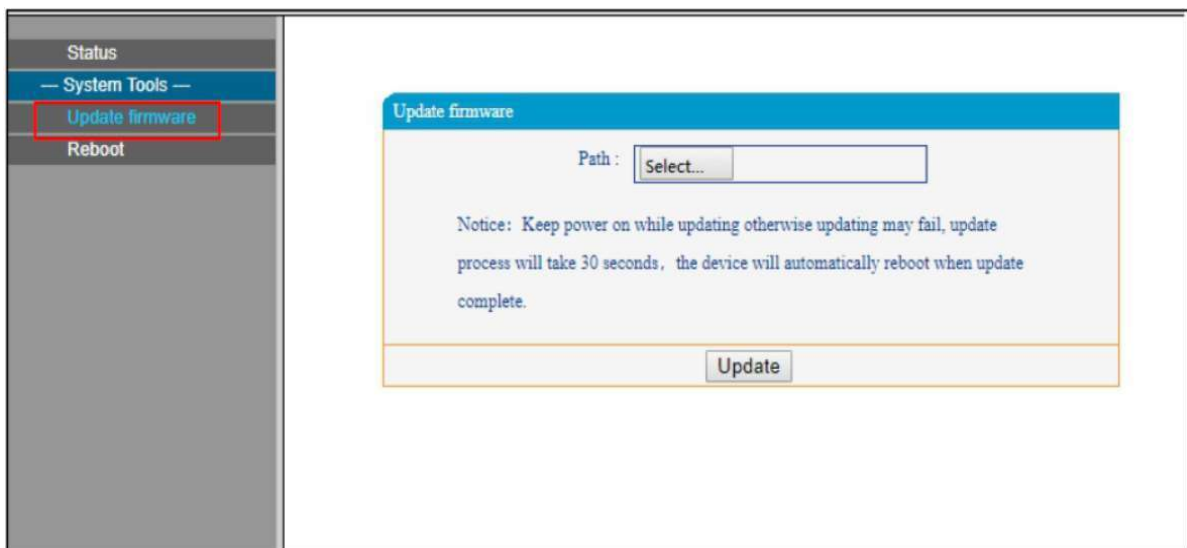 Status
— System Tools —
Update firmware
Reboot
Update firmware
Path :
Select...
Notice： Keep power on while updating otherwise updating may fail, update
process will take 30 seconds，the device will automatically reboot when update
complete.
Update